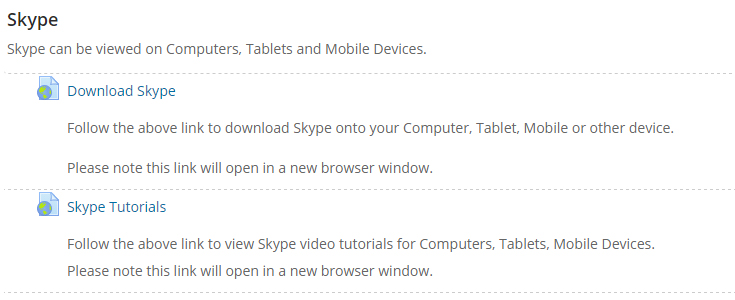 Skype
Skype can be viewed on Computers, Tablets and Mobile Devices.
Download Skype
Follow the above link to download Skype onto your Computer, Tablet, Mobile or other device.
Please note this link will open in a new browser window.
Skype Tutorials
Follow the above link to view Skype video tutorials for Computers, Tablets, Mobile Devices.
Please note this link will open in a new browser window.